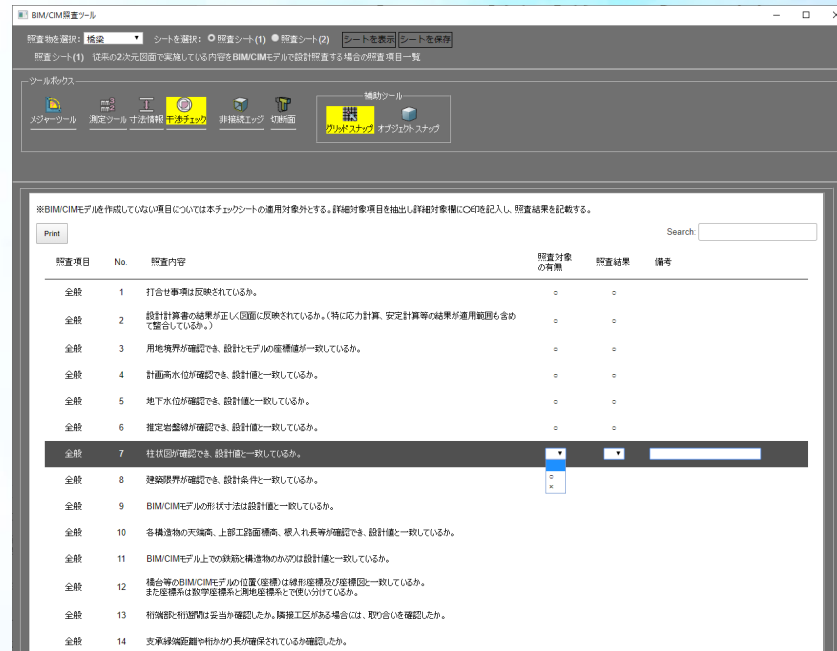 BIM/CIM照査ツール
照査物を選択: 橋梁 シートを選択: 照査シート(1) 照査シート(2) シートを表示 シートを保存
照査シート(1) 従来の2次元図面で実施している内容をBIM/CIMモデルで設計照査する場合の照査項目一覧
ツールボックス
補助ツール
メジャーツール 測定ツール 寸法情報 干渉チェック 非接続エッジ 切断面 グリッドスナップ オブジェクトスナップ
※BIM/CIMモデルを作成していない項目については本チェックシートの適用対象外とする。詳細対象項目を抽出し詳細対象欄に○印を記入し、照査結果を記載する。
Print Search:
照査項目 No. 照査内容 照査対象の有無 照査結果 備考
全般 1 打合せ事項は反映されているか。 ○ ○
全般 2 設計計算書の結果が正しく図面に反映されているか。(特に応力計算、安定計算等の結果が適用範囲も含め
て整合しているか。) ○ ○
全般 3 用地境界が確認でき、設計とモデルの座標値が一致しているか。 ○ ○
全般 4 計画高水位が確認でき、設計値と一致しているか。 ○ ○
全般 5 地下水位が確認でき、設計値と一致しているか。 ○ ○
全般 6 推定岩盤線が確認でき、設計値と一致しているか。 ○ ○
全般 7 柱状図が確認でき、設計値と一致しているか。
全般 8 建築限界が確認でき、設計条件と一致しているか。 ○
×
全般 9 BIM/CIMモデルの形状寸法は設計値と一致しているか。
全般 10 各構造物の天端高、上部工路面標高、根入れ長等が確認でき、設計値と一致しているか。
全般 11 BIM/CIMモデル上での鉄筋と構造物のかぶりは設計値と一致しているか。
全般 12 橋台等のBIM/CIMモデルの位置(座標)は線形座標及び座標図と一致しているか。
また座標系は数学座標系と測地座標系とで使い分けているか。
全般 13 桁端部と桁遊間は妥当か確認したか。隣接工区がある場合には、取り合いを確認したか。
全般 14 支承縁端距離や桁かかり長が確保されているか確認したか。